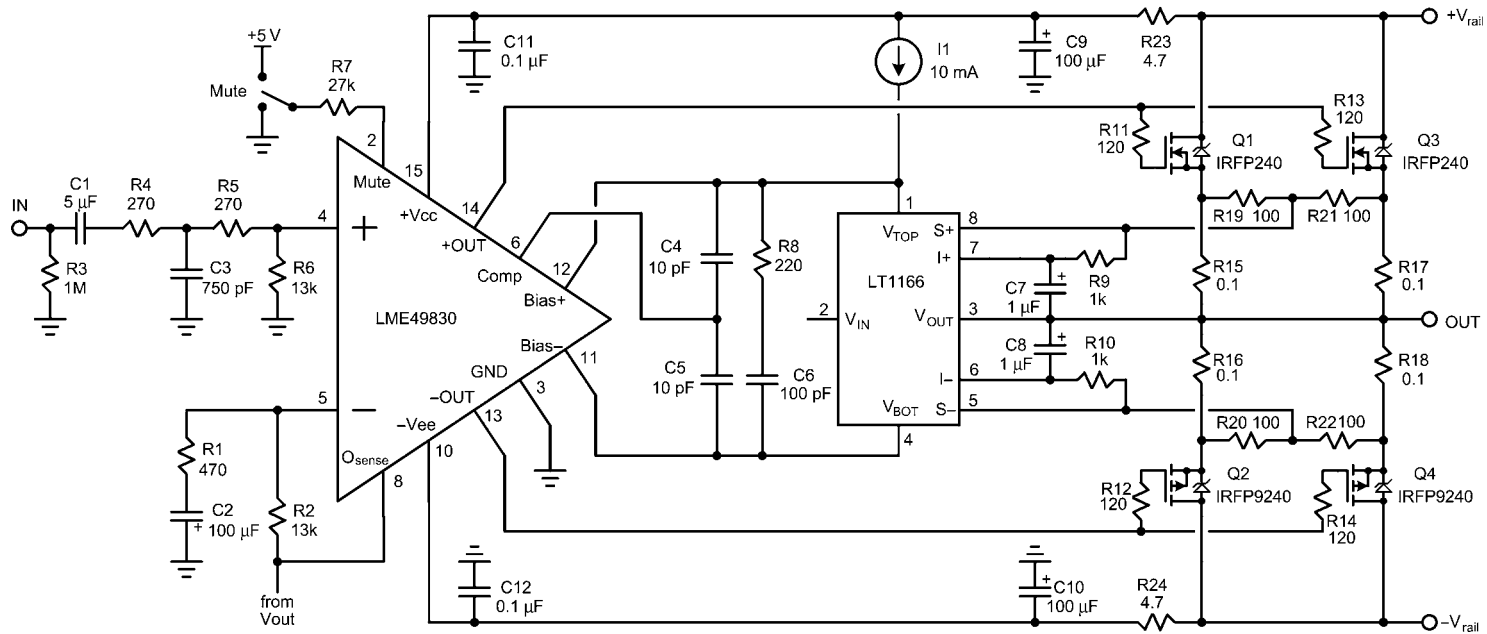 +5 V
Mute
R7
27k
2
Mute
C11
0.1 µF
I1
10 mA
+
C9
100 µF
R23
4.7
+Vrail
15
+Vcc
14
+OUT
6
Comp
12
Bias+
LME49830
Bias−
11
GND
3
−OUT
13
−Vee
10
Osense
8
IN
C1
5 µF
R4
270
R5
270
4
+
R3
1M
C3
750 pF
R6
13k
5
−
R1
470
C2
+
100 µF
R2
13k
from
Vout
C4
10 pF
R8
220
C5
10 pF
C6
100 pF
1
VTOP
S+
8
I+
7
LT1166
2
VIN
VOUT
3
I−
6
VBOT
S−
5
4
C7
+
1 µF
R9
1k
C8
+
1 µF
R10
1k
R11
120
Q1
IRFP240
R13
120
Q3
IRFP240
R19 100
R21 100
R15
0.1
R17
0.1
OUT
R16
0.1
R18
0.1
R20 100
R22100
R12
120
Q2
IRFP9240
R14
120
Q4
IRFP9240
C12
0.1 µF
+
C10
100 µF
R24
4.7
−Vrail